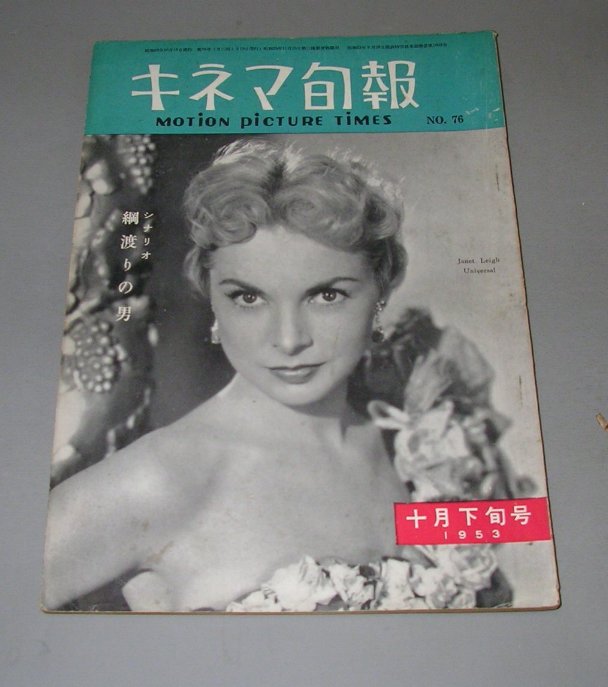 キネマ旬報
MOTION PICTURE TIMES NO. 76
シナリオ
綱渡りの男
Janet Leigh
Universal
十月下旬号
1953